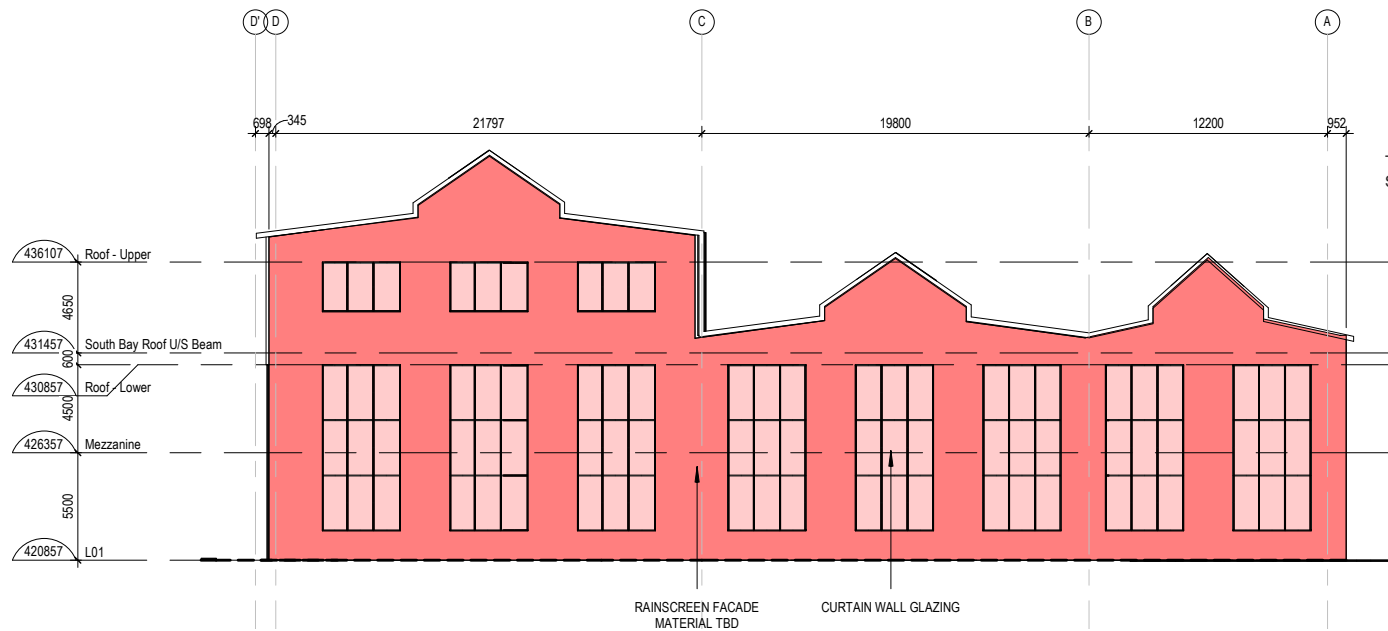 D' D C B A
698 345 21797 19800 12200 952
436107 Roof - Upper
4650
431457 South Bay Roof U/S Beam
600
430857 Roof - Lower
4500
426357 Mezzanine
5500
420857 L01
RAINSCREEN FACADE
MATERIAL TBD
CURTAIN WALL GLAZING